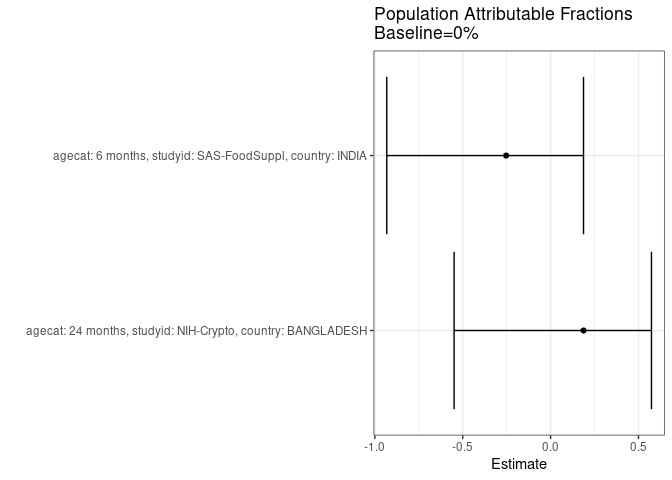 Population Attributable Fractions
Baseline=0%
agecat: 6 months, studyid: SAS-FoodSuppl, country: INDIA
agecat: 24 months, studyid: NIH-Crypto, country: BANGLADESH
-1.0 -0.5 0.0 0.5
Estimate